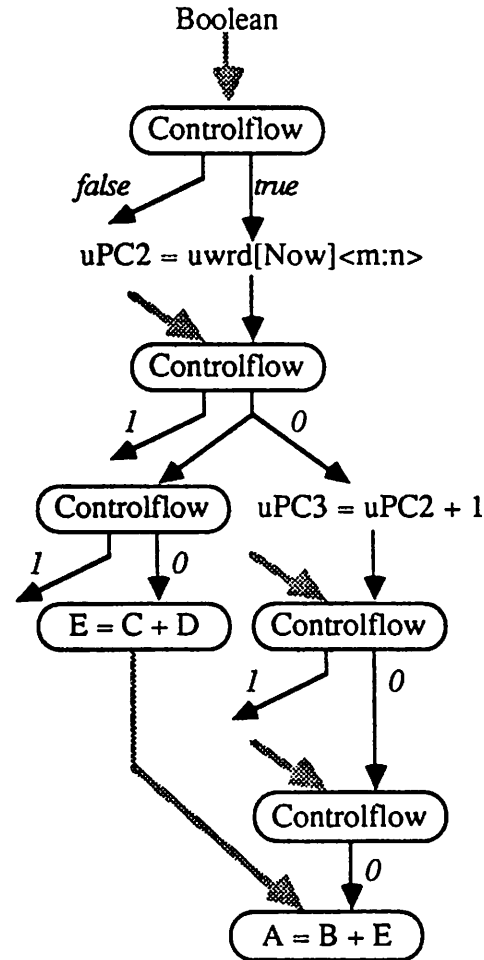 Boolean
Controlflow
false
true
uPC2 = uwrd[Now]<m:n>
Controlflow
1
0
Controlflow
uPC3 = uPC2 + 1
1
0
E = C + D
Controlflow
1
0
Controlflow
0
A = B + E